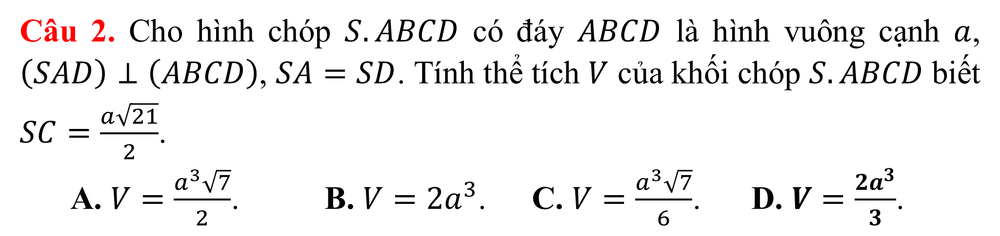 Câu 2. Cho hình chóp S.ABCD có đáy ABCD là hình vuông cạnh a,
(SAD) ⊥ (ABCD), SA = SD. Tính thể tích V của khối chóp S.ABCD biết
SC = \frac{a\sqrt{21}}{2}.
A. V = \frac{a^3\sqrt{7}}{2}. B. V = 2a^3. C. V = \frac{a^3\sqrt{7}}{6}. D. V = \frac{2a^3}{3}.